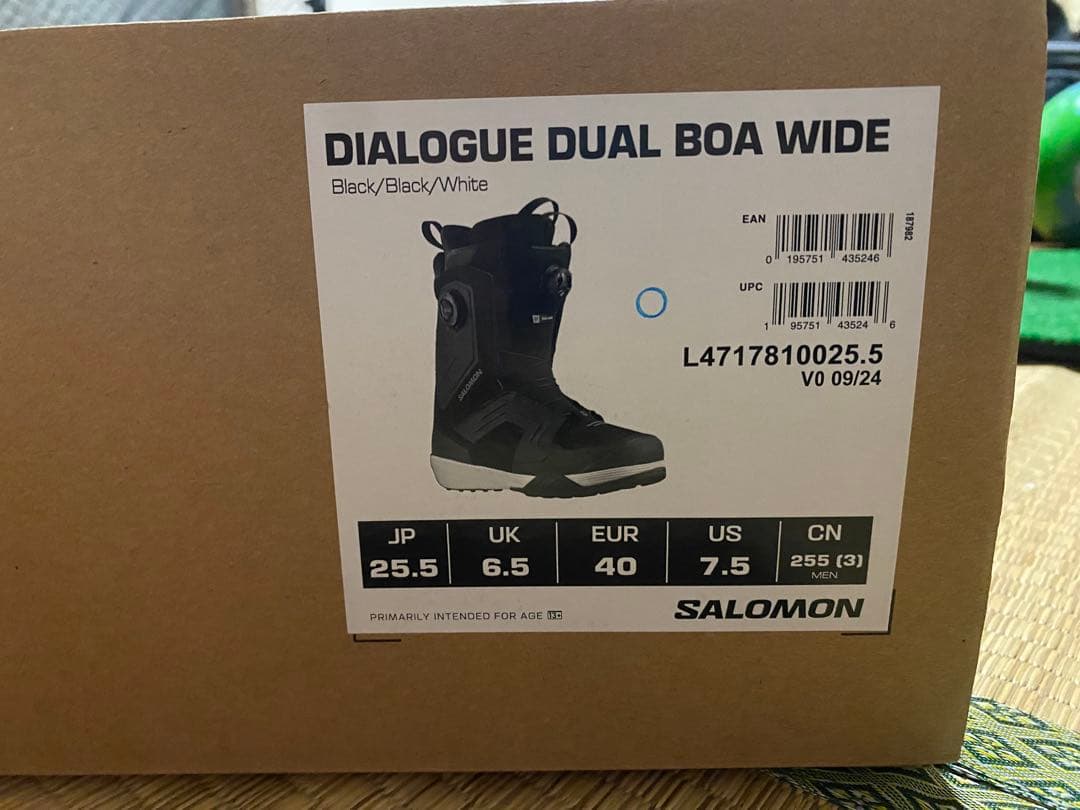 DIALOGUE DUAL BOA WIDE
Black/Black/White
EAN
0 195751 435246
187982
UPC
1 95751 43524 6
L4717810025.5
V0 09/24
SALOMON
JP UK EUR US CN
25.5 6.5 40 7.5 255 (3)
MEN
PRIMARILY INTENDED FOR AGE
SALOMON